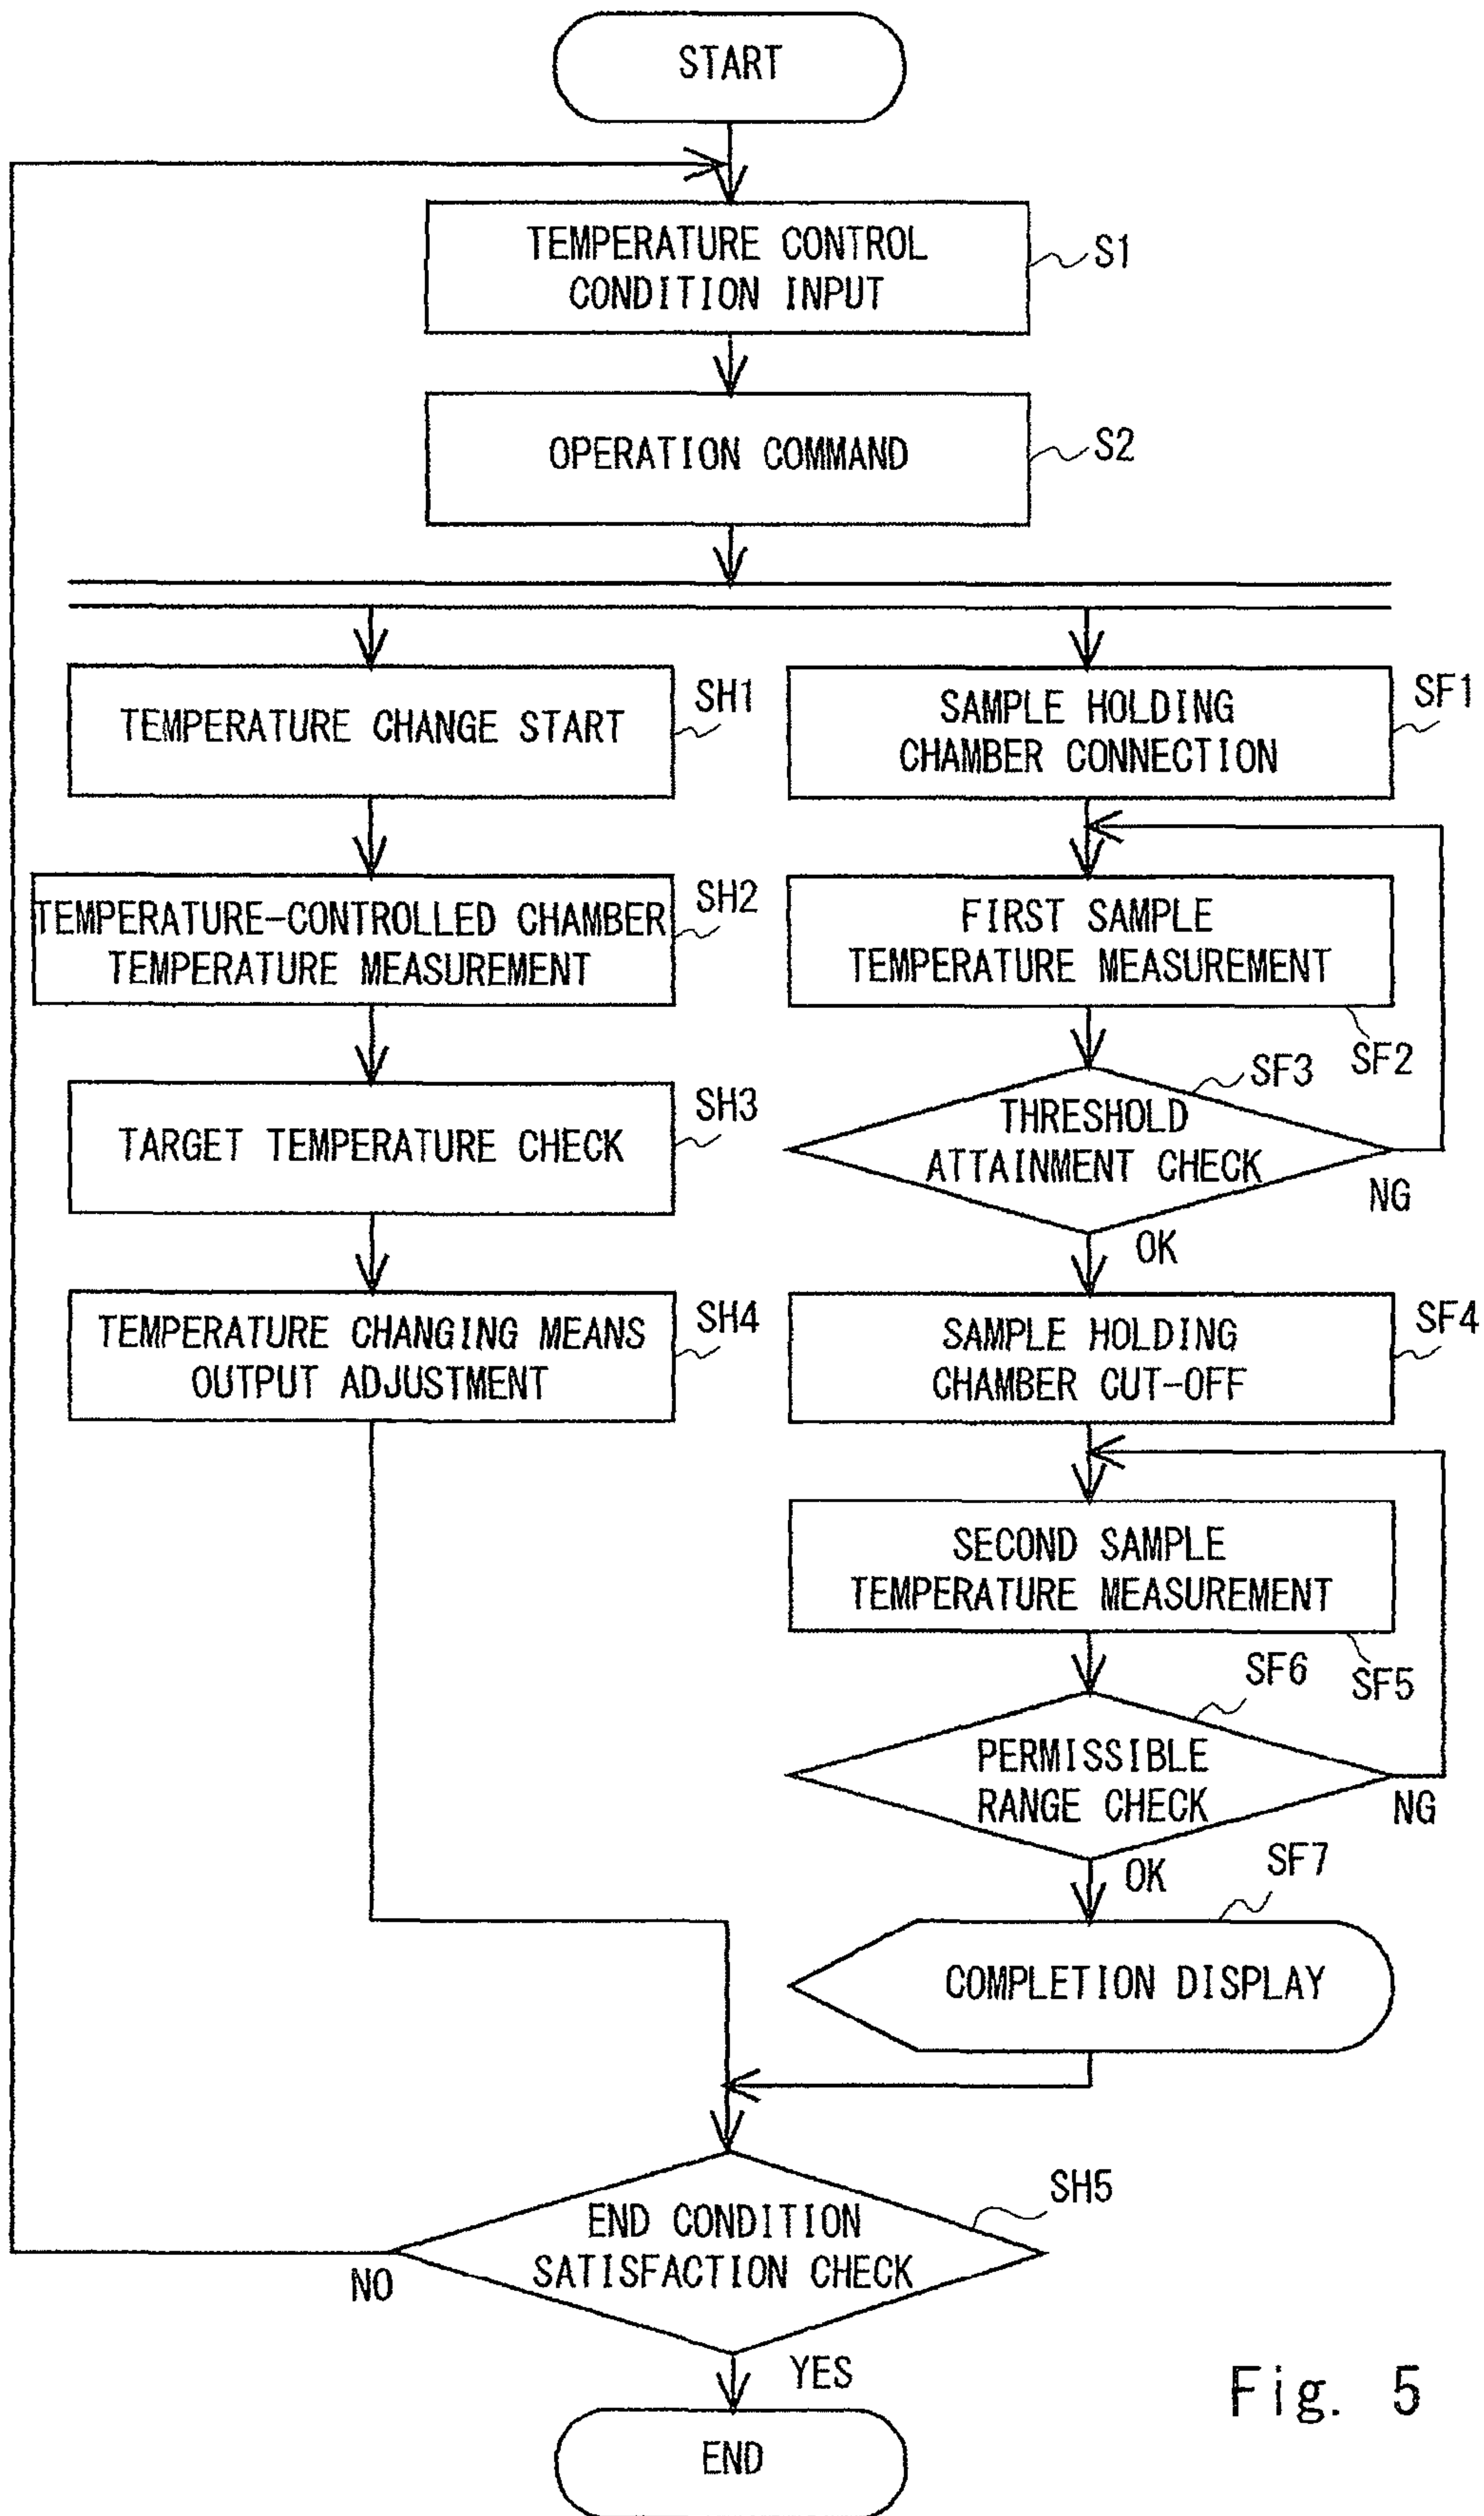 START
TEMPERATURE CONTROL
CONDITION INPUT
S1
OPERATION COMMAND
S2
TEMPERATURE CHANGE START
SH1
SAMPLE HOLDING
CHAMBER CONNECTION
SF1
TEMPERATURE-CONTROLLED CHAMBER
TEMPERATURE MEASUREMENT
SH2
FIRST SAMPLE
TEMPERATURE MEASUREMENT
SF2
TARGET TEMPERATURE CHECK
SH3
THRESHOLD
ATTAINMENT CHECK
SF3
NG
OK
TEMPERATURE CHANGING MEANS
OUTPUT ADJUSTMENT
SH4
SAMPLE HOLDING
CHAMBER CUT-OFF
SF4
SECOND SAMPLE
TEMPERATURE MEASUREMENT
SF5
SF6
PERMISSIBLE
RANGE CHECK
NG
OK
SF7
COMPLETION DISPLAY
SH5
END CONDITION
SATISFACTION CHECK
NO
YES
END
Fig. 5